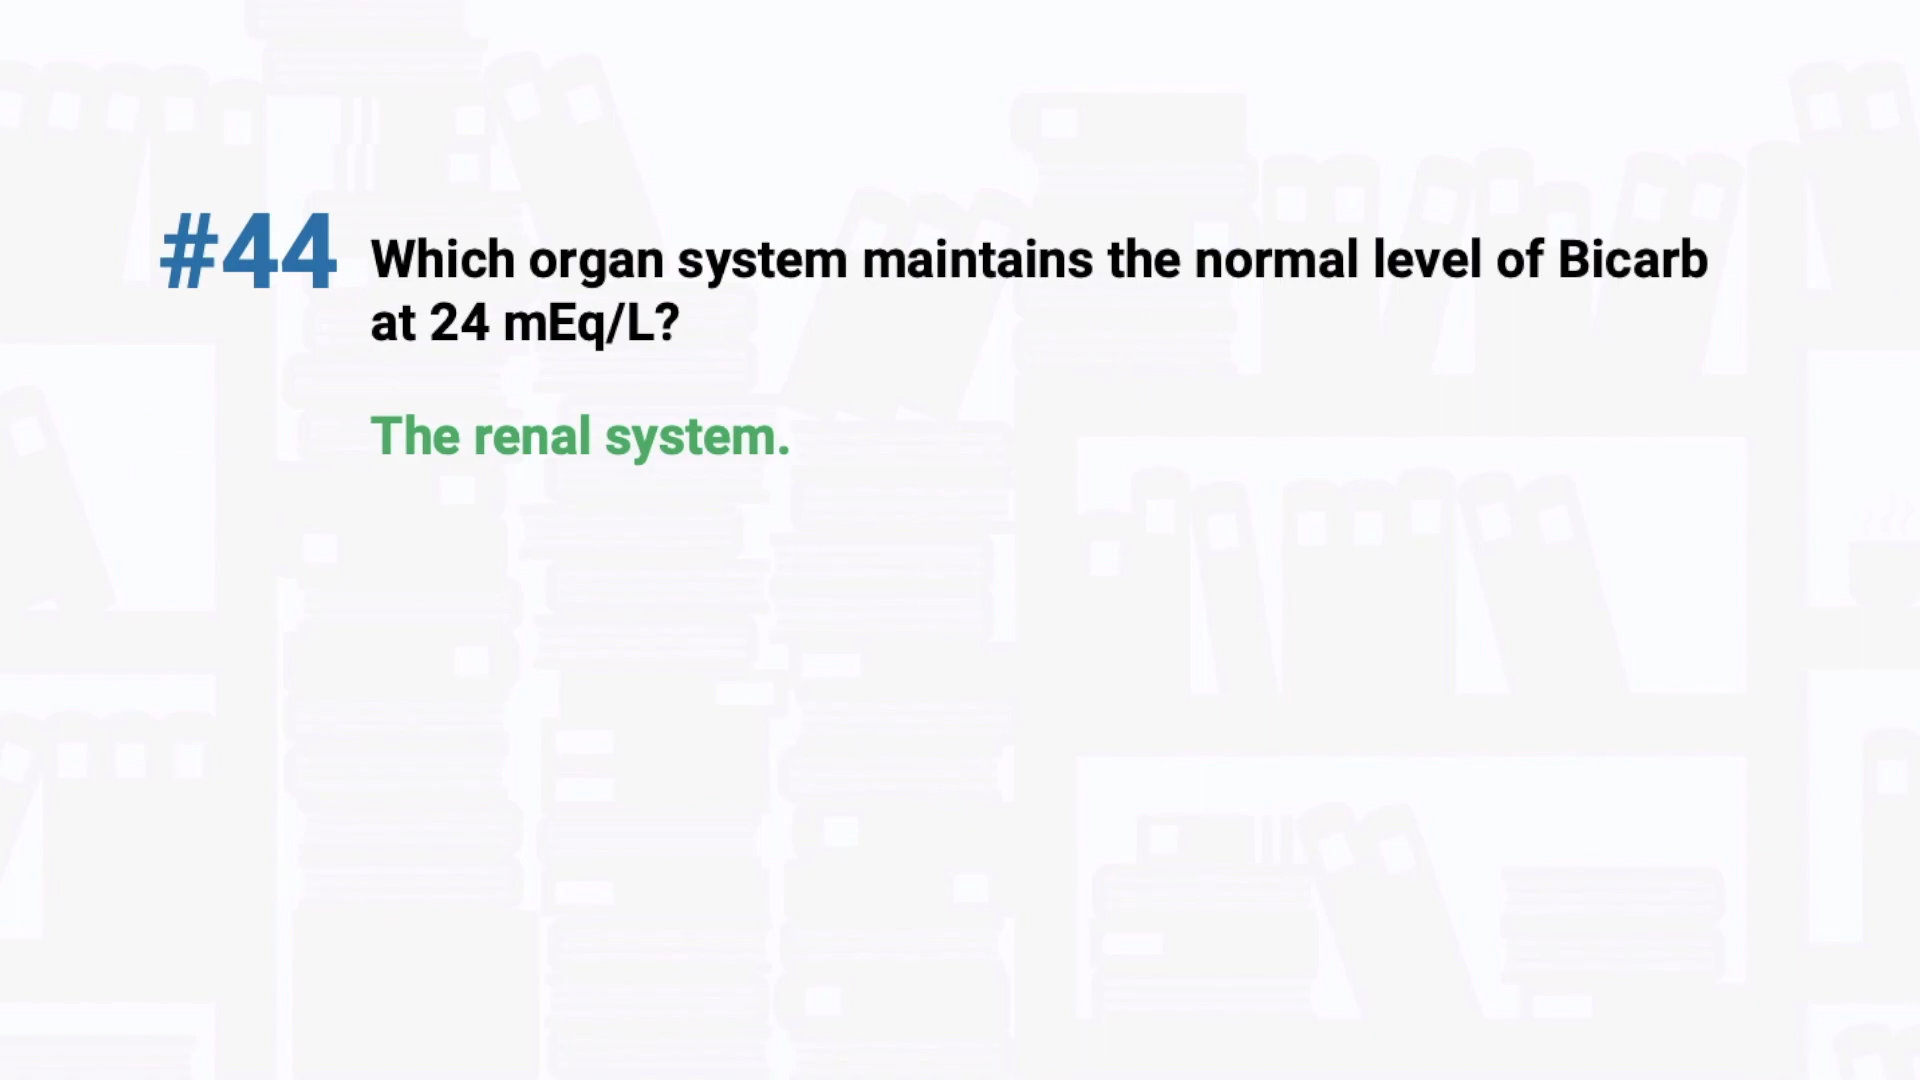 #44 Which organ system maintains the normal level of Bicarb
at 24 mEq/L?
The renal system.